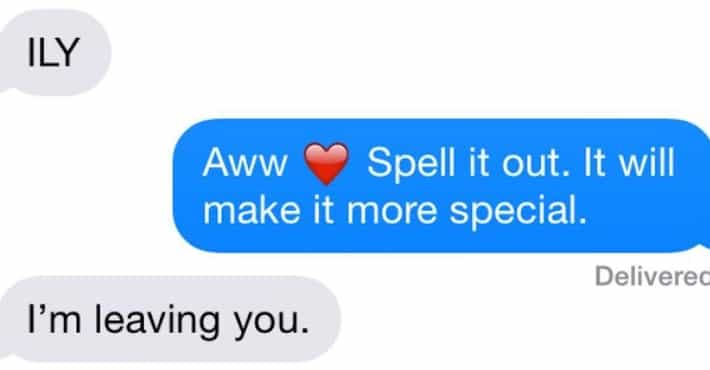 ILY
Aww ❤️ Spell it out. It will
make it more special.
Delivered
I'm leaving you.